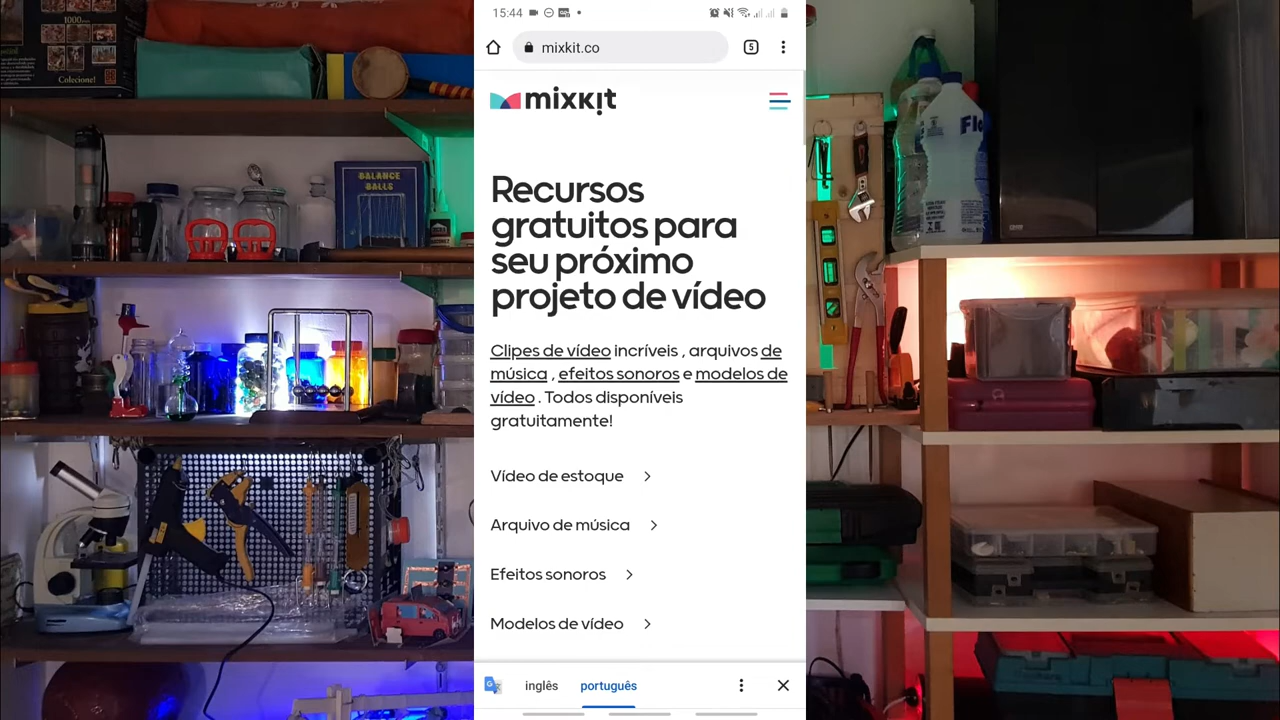 1000
Colecione!
BALANCE
BALLS
15:44
mixkit.co
5
mixkit
Recursos
gratuitos para
seu próximo
projeto de vídeo
Clipes de vídeo incríveis , arquivos de
música , efeitos sonoros e modelos de
vídeo . Todos disponíveis
gratuitamente!
Vídeo de estoque
Arquivo de música
Efeitos sonoros
Modelos de vídeo
inglês português